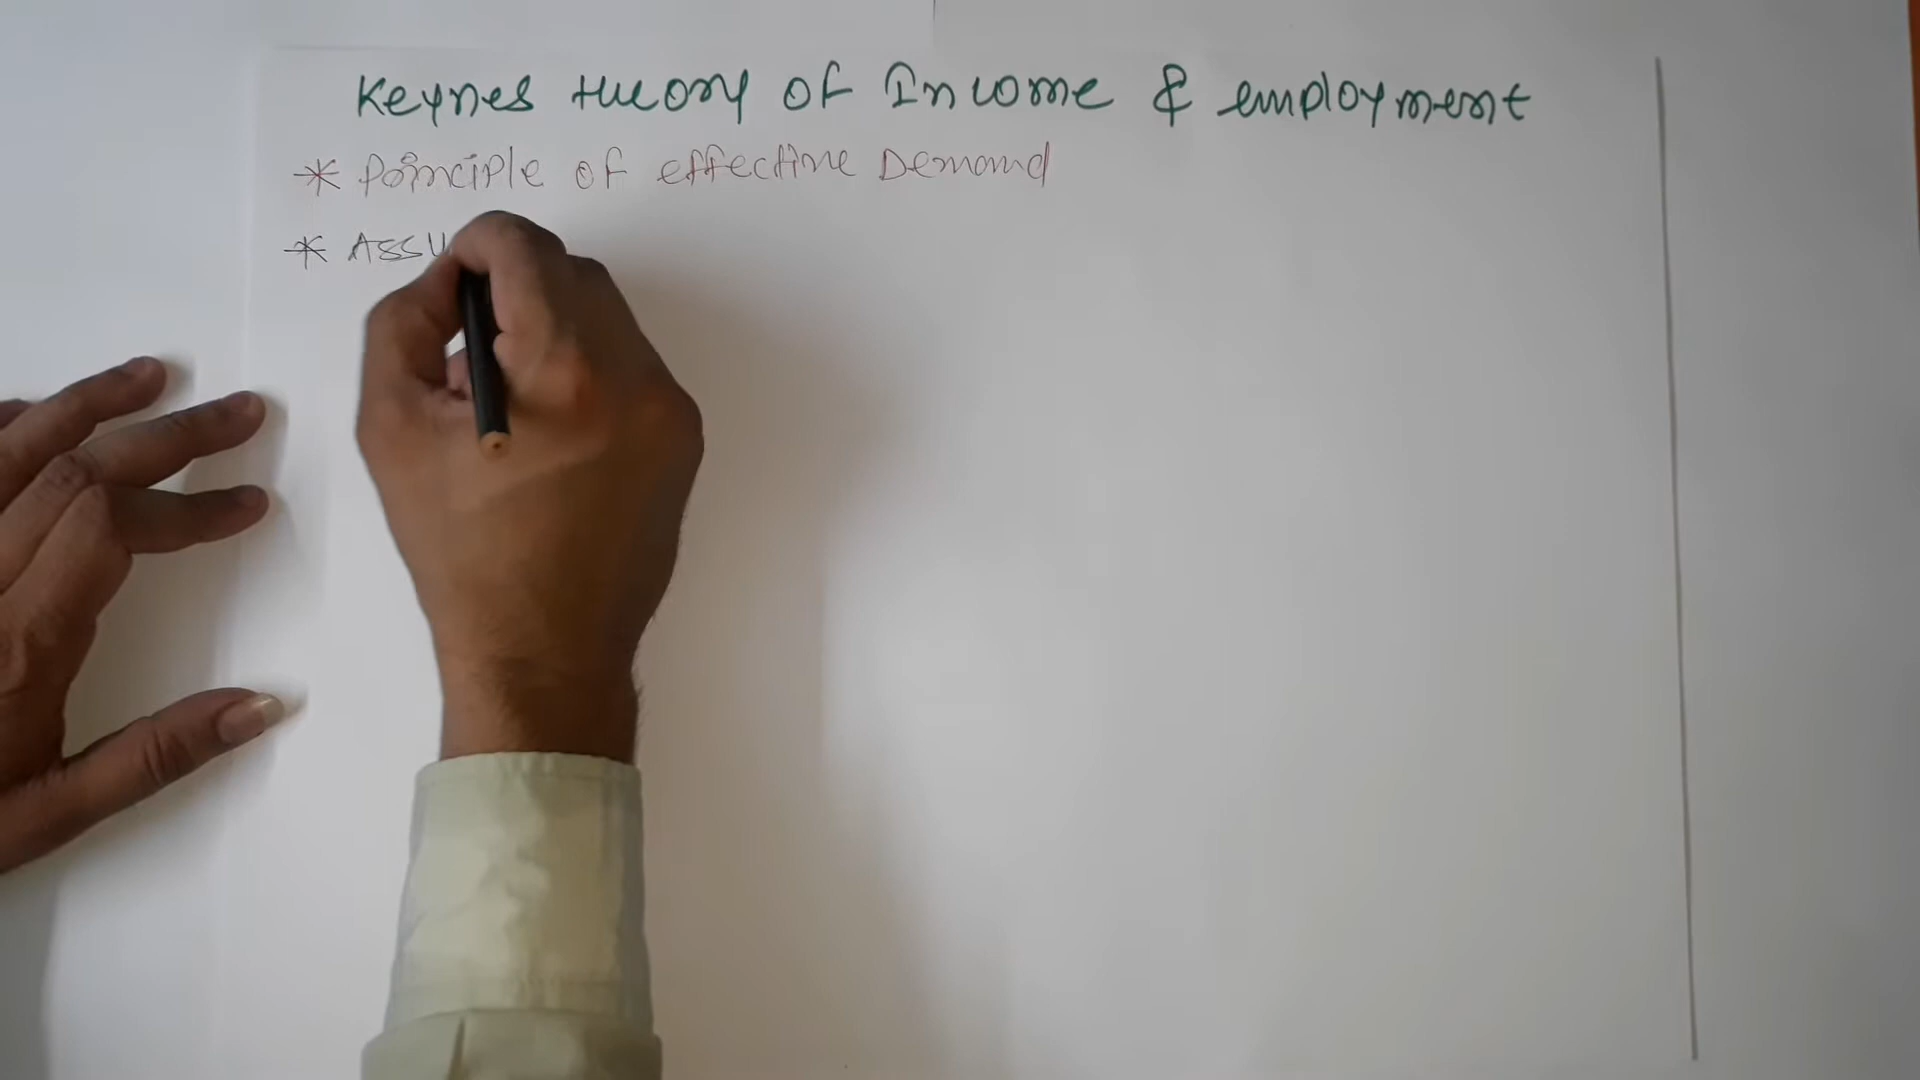 Keynes theory of Income & employment
* Principle of effective Demand
* ASSU